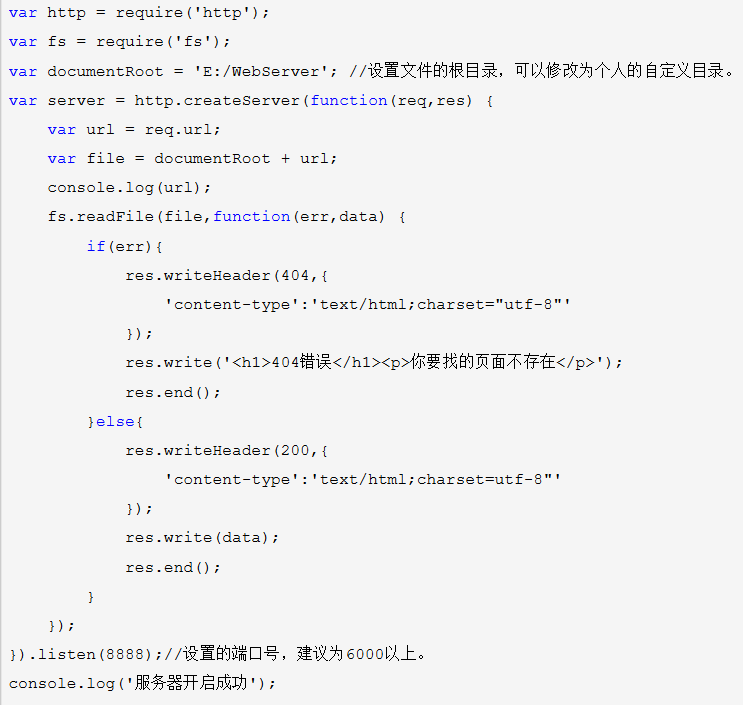 var http = require('http');
var fs = require('fs');
var documentRoot = 'E:/WebServer'; //设置文件的根目录，可以修改为个人的自定义目录。
var server = http.createServer(function(req,res) {
    var url = req.url;
    var file = documentRoot + url;
    console.log(url);
    fs.readFile(file,function(err,data) {
        if(err){
            res.writeHeader(404,{
                'content-type':'text/html;charset="utf-8"'
            });
            res.write('<h1>404错误</h1><p>你要找的页面不存在</p>');
            res.end();
        }else{
            res.writeHeader(200,{
                'content-type':'text/html;charset=utf-8"'
            });
            res.write(data);
            res.end();
        }
    });
}).listen(8888);//设置的端口号，建议为6000以上。
console.log('服务器开启成功');